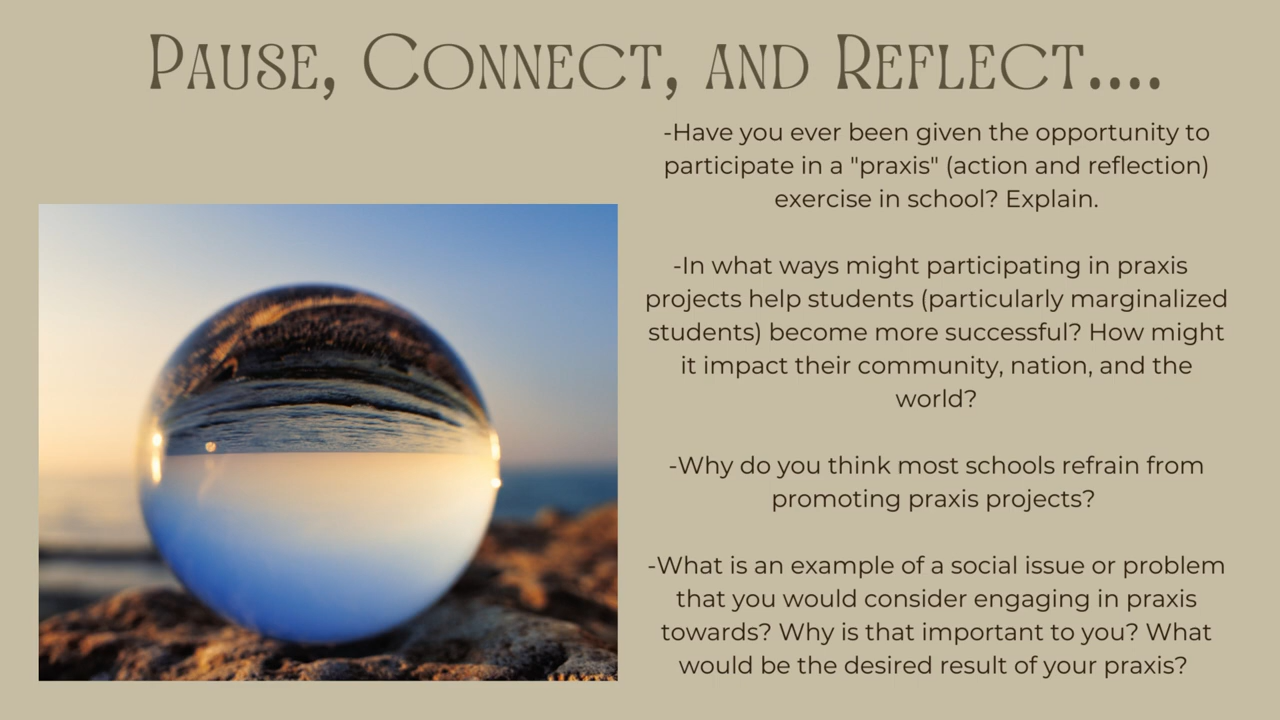 Pause, Connect, and Reflect....
-Have you ever been given the opportunity to
participate in a "praxis" (action and reflection)
exercise in school? Explain.
-In what ways might participating in praxis
projects help students (particularly marginalized
students) become more successful? How might
it impact their community, nation, and the
world?
-Why do you think most schools refrain from
promoting praxis projects?
-What is an example of a social issue or problem
that you would consider engaging in praxis
towards? Why is that important to you? What
would be the desired result of your praxis?